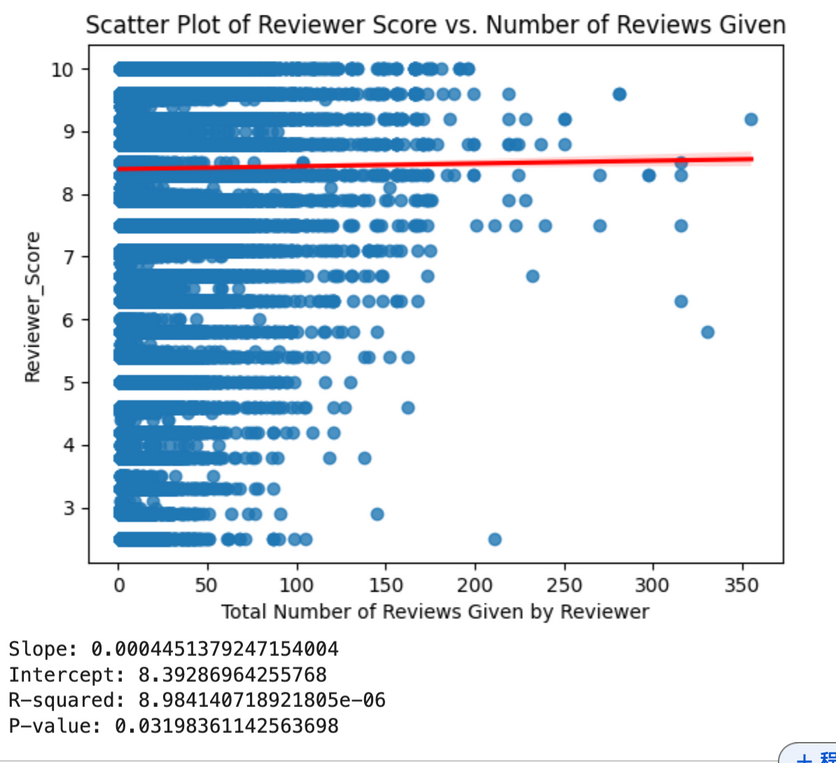 Scatter Plot of Reviewer Score vs. Number of Reviews Given
10
9
8
7
6
5
4
3
Reviewer_Score
0 50 100 150 200 250 300 350
Total Number of Reviews Given by Reviewer
Slope: 0.0004451379247154004
Intercept: 8.39286964255768
R-squared: 8.984140718921805e-06
P-value: 0.03198361142563698